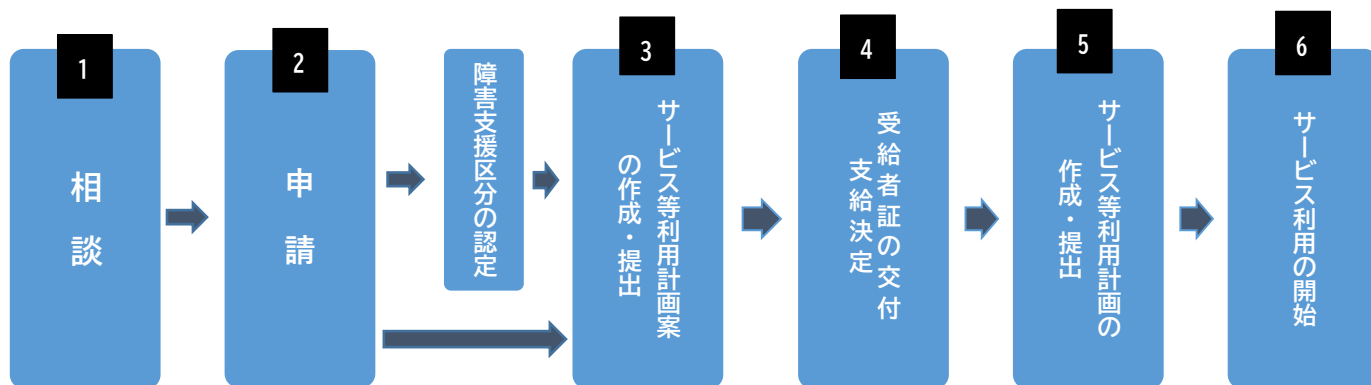 1
相談
2
申請
障害支援区分の認定
3
サービス等利用計画案
の作成・提出
4
受給者証の交付
支給決定
5
サービス等利用計画の
作成・提出
6
サービス利用の開始